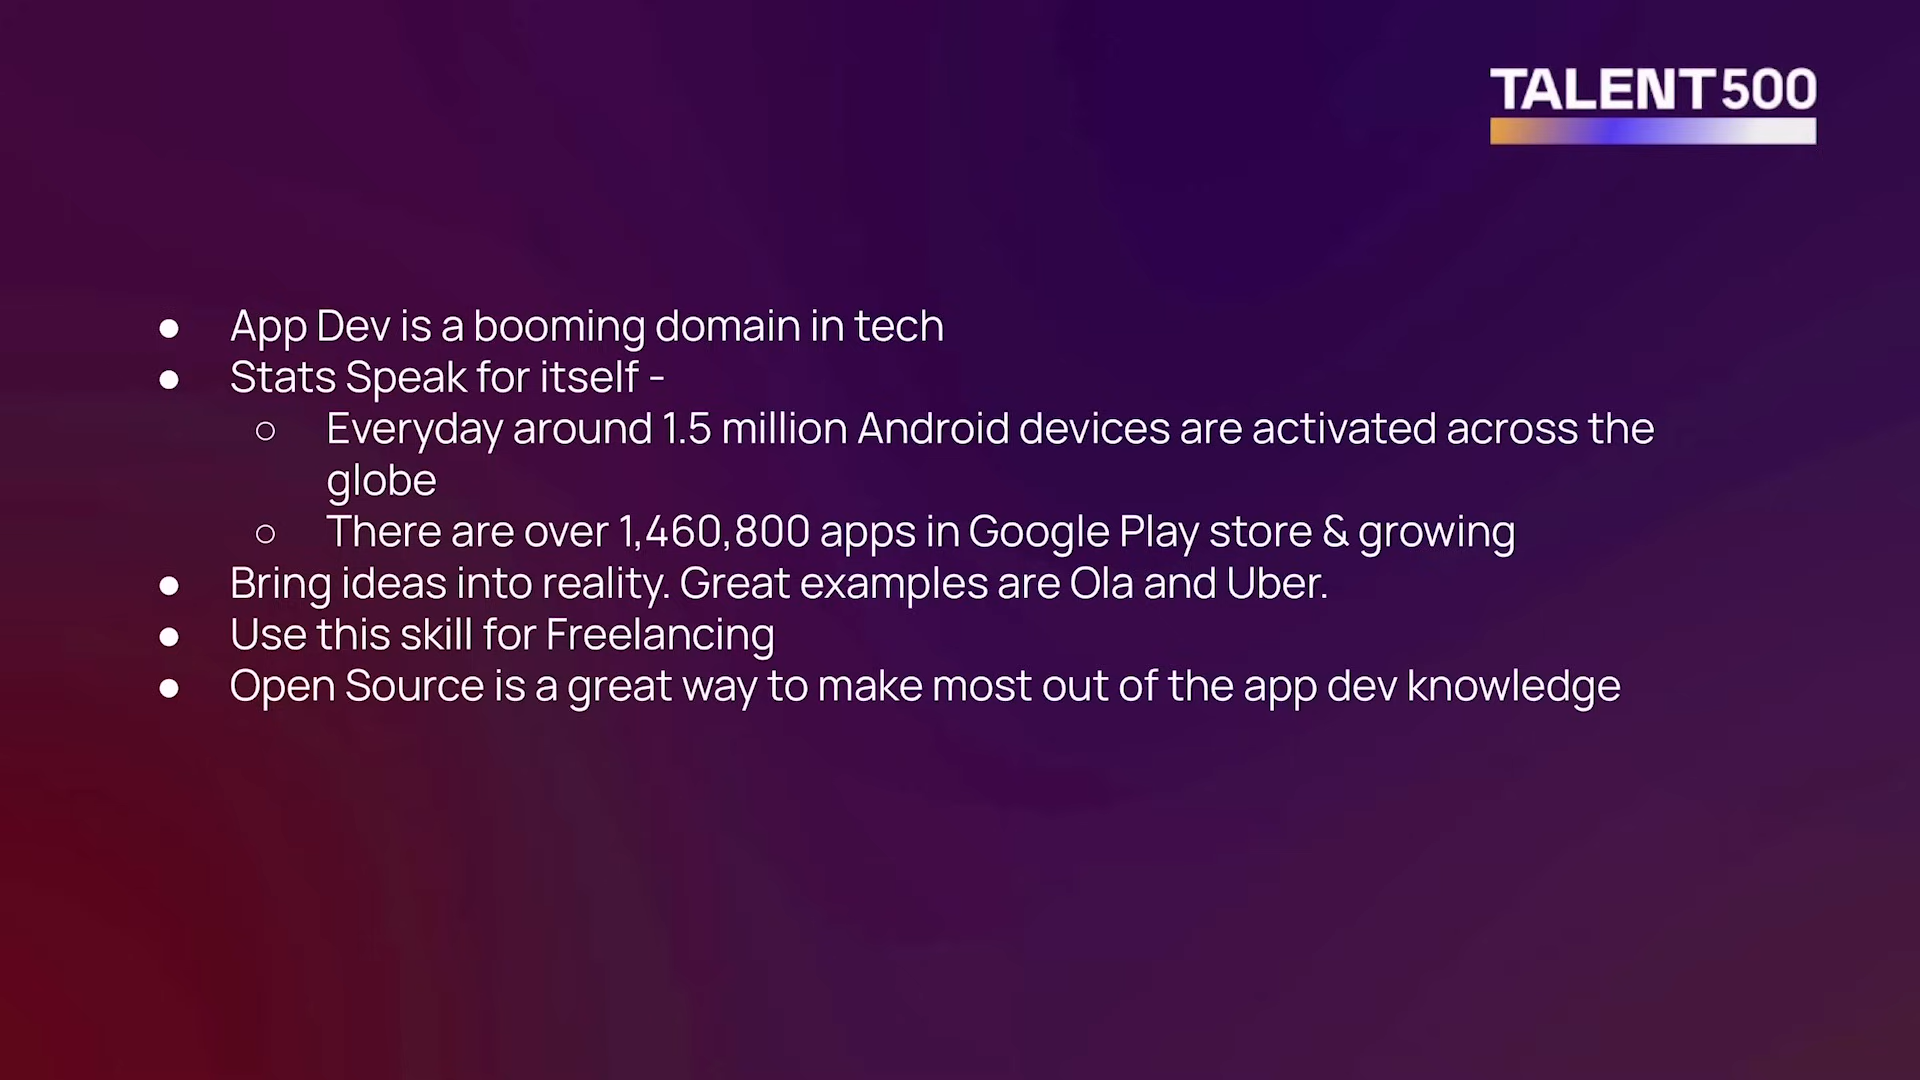 TALENT500
● App Dev is a booming domain in tech
● Stats Speak for itself -
○ Everyday around 1.5 million Android devices are activated across the
globe
○ There are over 1,460,800 apps in Google Play store & growing
● Bring ideas into reality. Great examples are Ola and Uber.
● Use this skill for Freelancing
● Open Source is a great way to make most out of the app dev knowledge